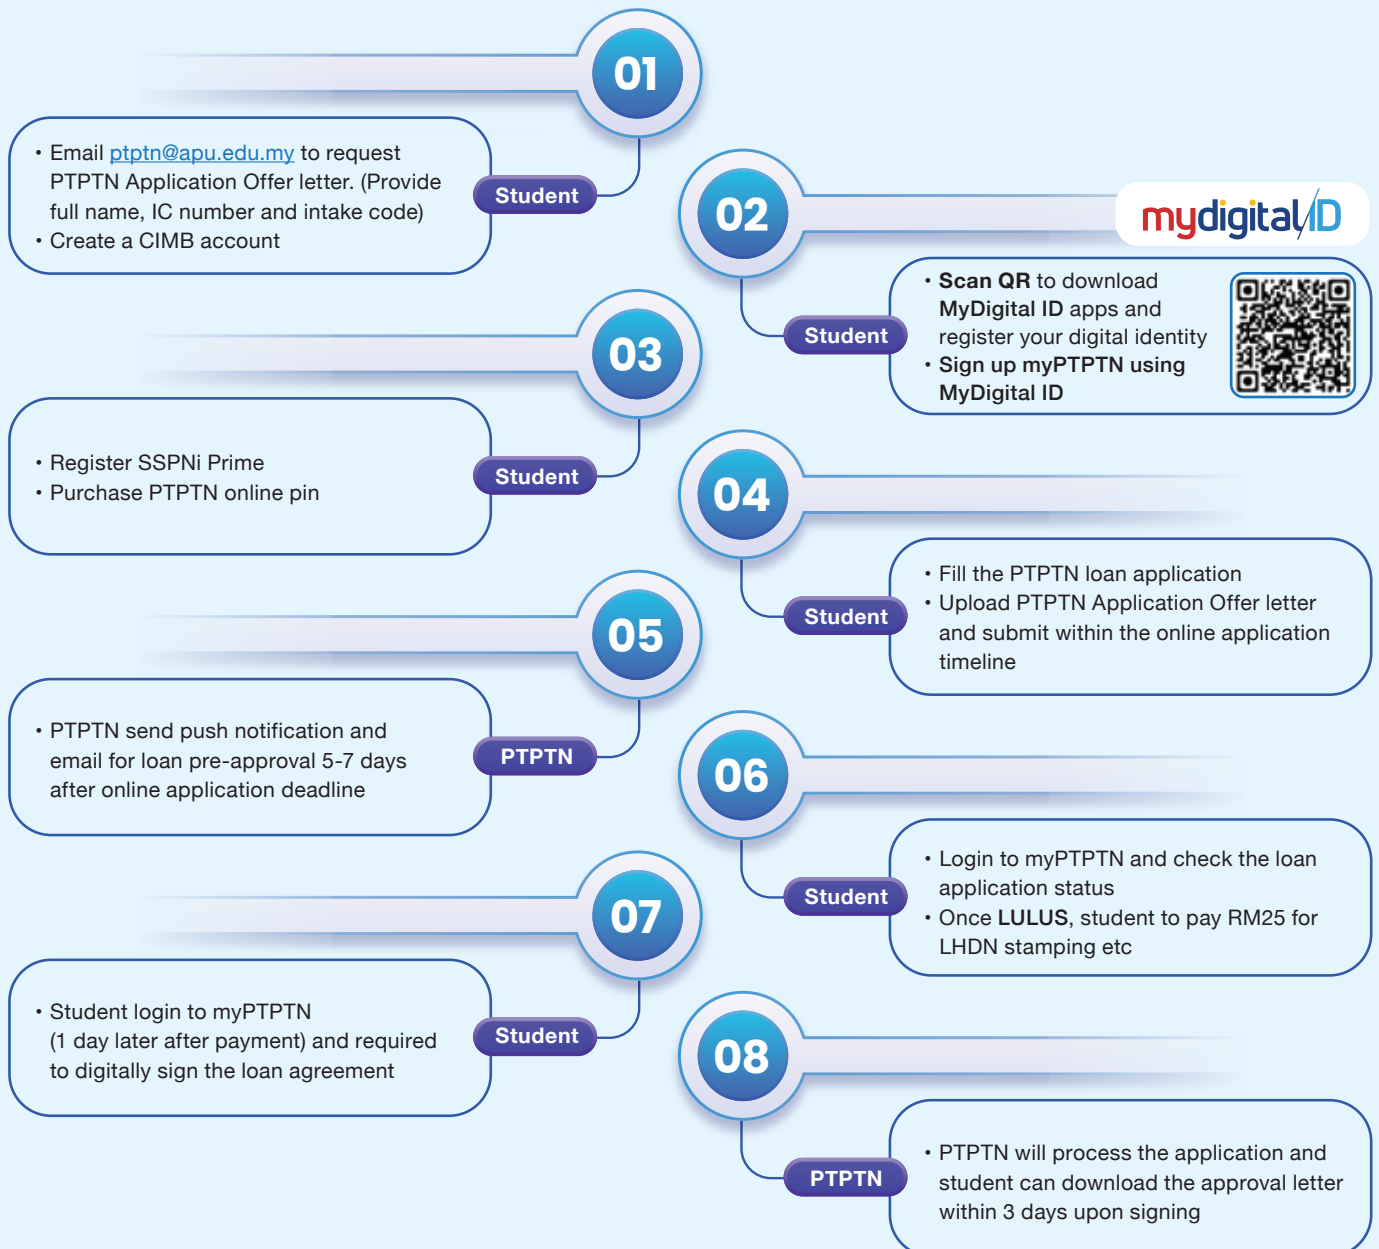 01
• Email ptptn@apu.edu.my to request
PTPTN Application Offer letter. (Provide
full name, IC number and intake code)
• Create a CIMB account
Student
02
mydigital ID
• Scan QR to download
MyDigital ID apps and
register your digital identity
• Sign up myPTPTN using
MyDigital ID
Student
03
• Register SSPNi Prime
• Purchase PTPTN online pin
Student
04
• Fill the PTPTN loan application
• Upload PTPTN Application Offer letter
and submit within the online application
timeline
Student
05
• PTPTN send push notification and
email for loan pre-approval 5-7 days
after online application deadline
PTPTN
06
• Login to myPTPTN and check the loan
application status
• Once LULUS, student to pay RM25 for
LHDN stamping etc
Student
07
• Student login to myPTPTN
(1 day later after payment) and required
to digitally sign the loan agreement
Student
08
• PTPTN will process the application and
student can download the approval letter
within 3 days upon signing
PTPTN